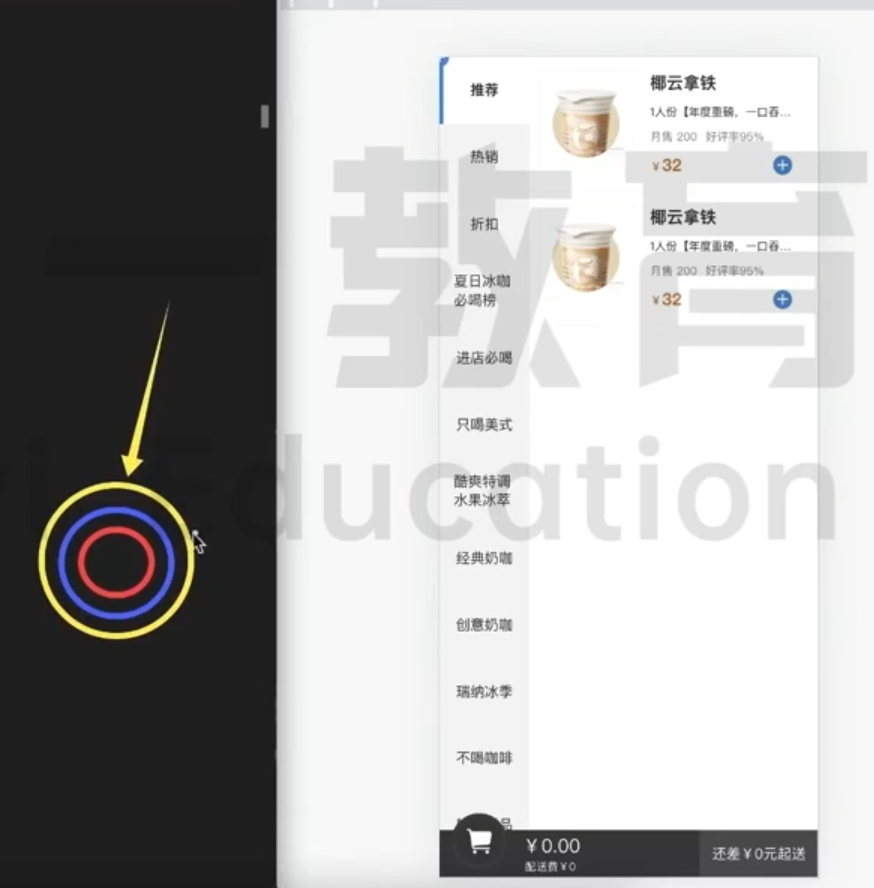 推荐
热销
折扣
夏日冰咖
必喝榜
进店必喝
只喝美式
酷爽特调
水果冰萃
经典奶咖
创意奶咖
瑞纳冰季
不喝咖啡
品
椰云拿铁
1人份【年度重磅，一口吞...
月售 200 好评率95%
¥32
椰云拿铁
1人份【年度重磅，一口吞...
月售 200 好评率95%
¥32
¥0.00
配送费¥0
还差¥0元起送
教育
Education